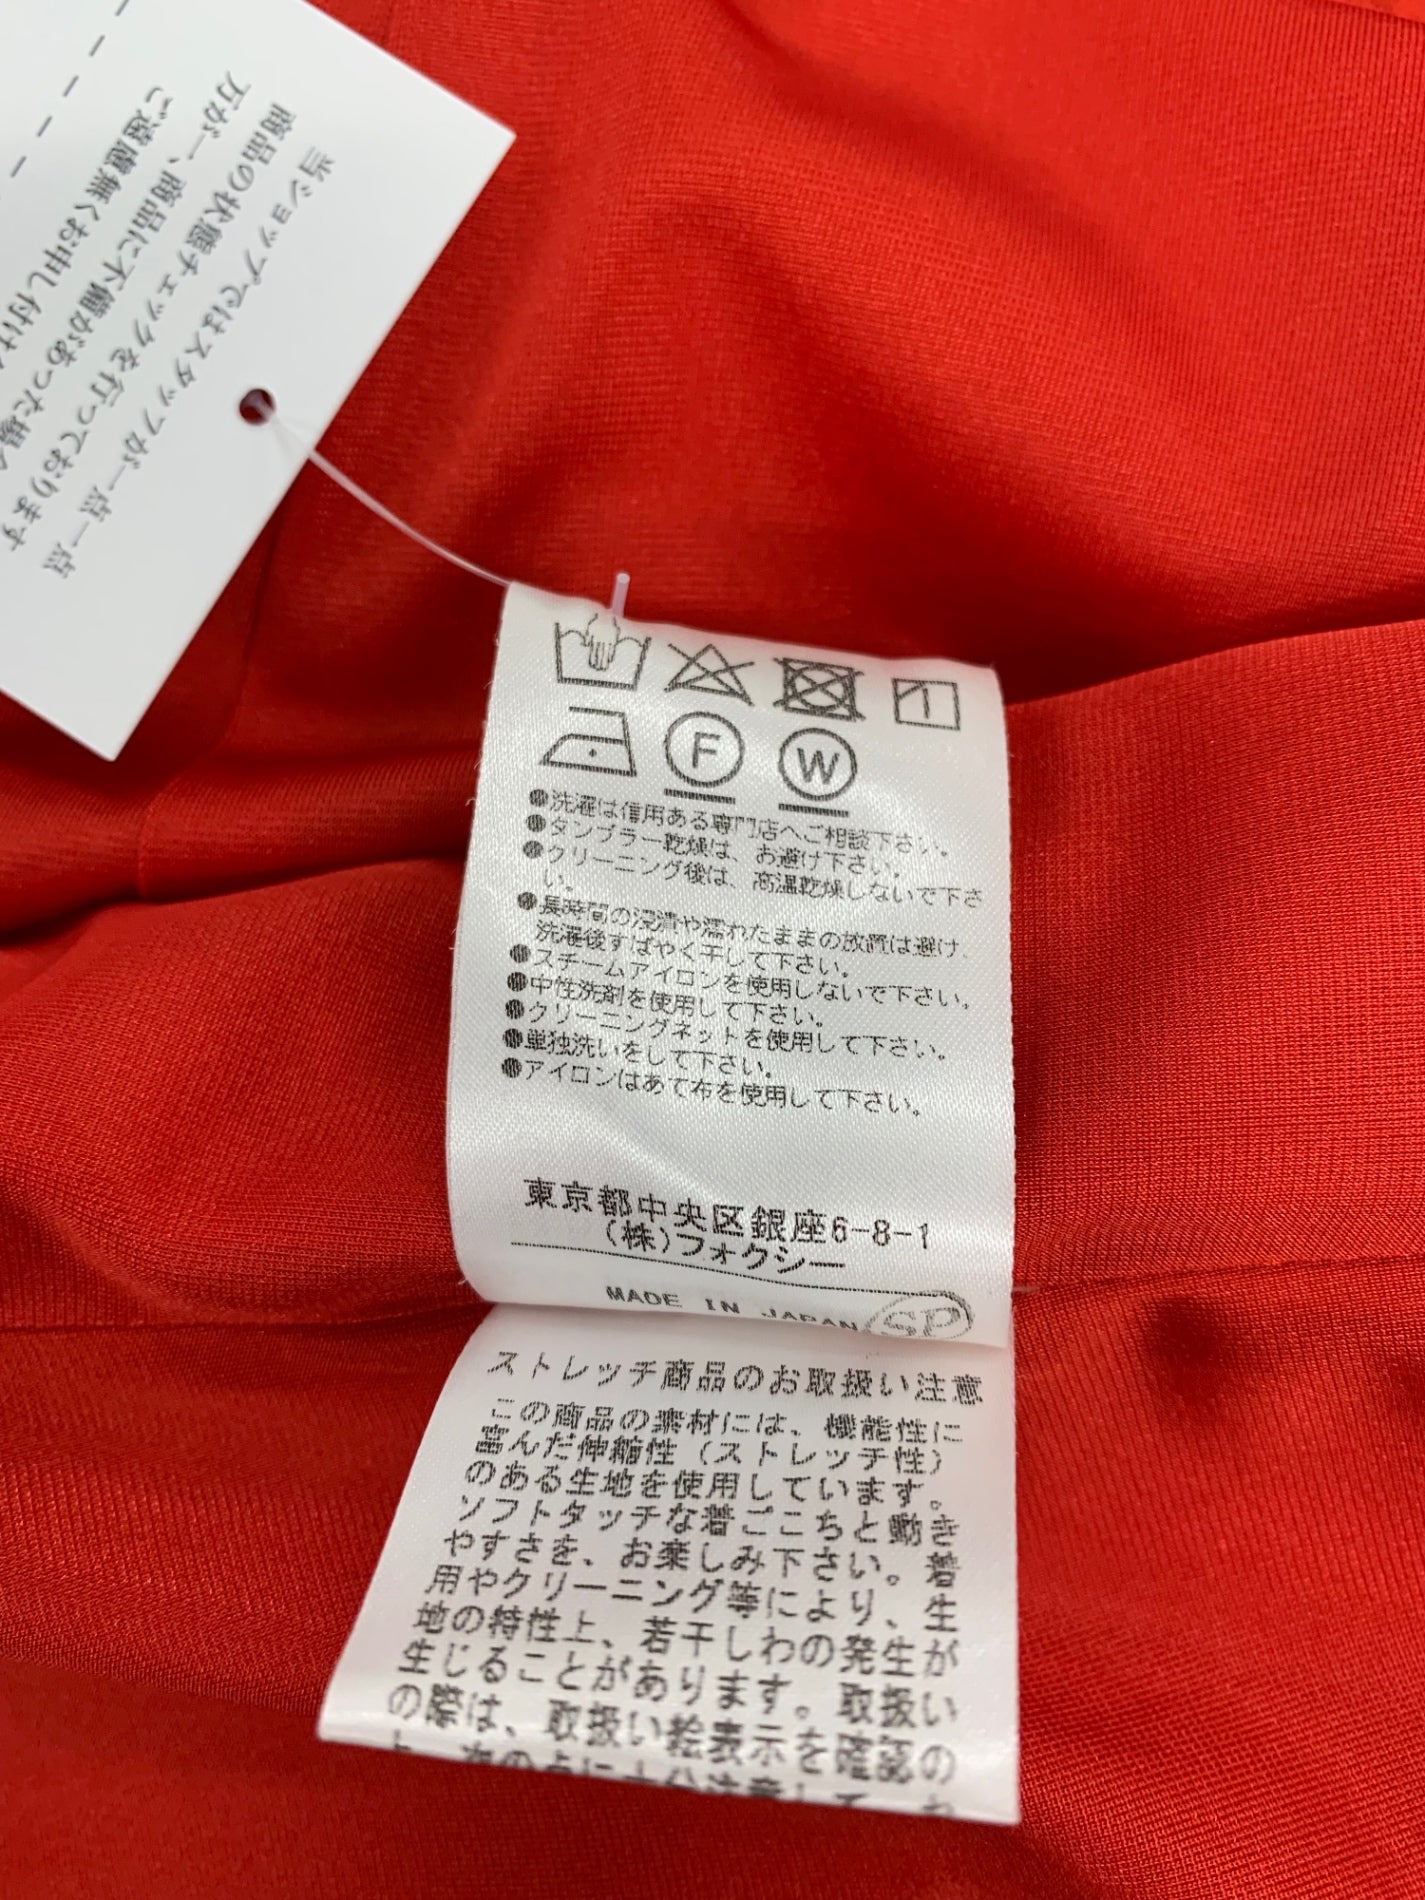 当ショップではスタッフが一点一点
商品の状態チェックを行っております
万が一、商品に不備があった場合
ご遠慮無くお申し付け
F
W
●洗濯は信用ある専門店へご相談下さい。
●タンブラー乾燥は、お避け下さい。
●クリーニング後は、高温乾燥しないで下さ
い。
●長時間の浸漬や濡れたままの放置は避け、
洗濯後すばやく干して下さい。
●スチームアイロンを使用しないで下さい。
●中性洗剤を使用して下さい。
●クリーニングネットを使用して下さい。
●単独洗いをして下さい。
●アイロンはあて布を使用して下さい。
東京都中央区銀座6-8-1
(株)フォクシー
MADE IN JAPAN SP
ストレッチ商品のお取扱い注意
この商品の素材には、機能性に
富んだ伸縮性（ストレッチ性）
のある生地を使用しています。
ソフトタッチな着ごこちと動き
やすさを、お楽しみ下さい。着
用やクリーニング等により、生
地の特性上、若干しわの発生が
生じることがあります。取扱い
の際は、取扱い絵表示を確認の